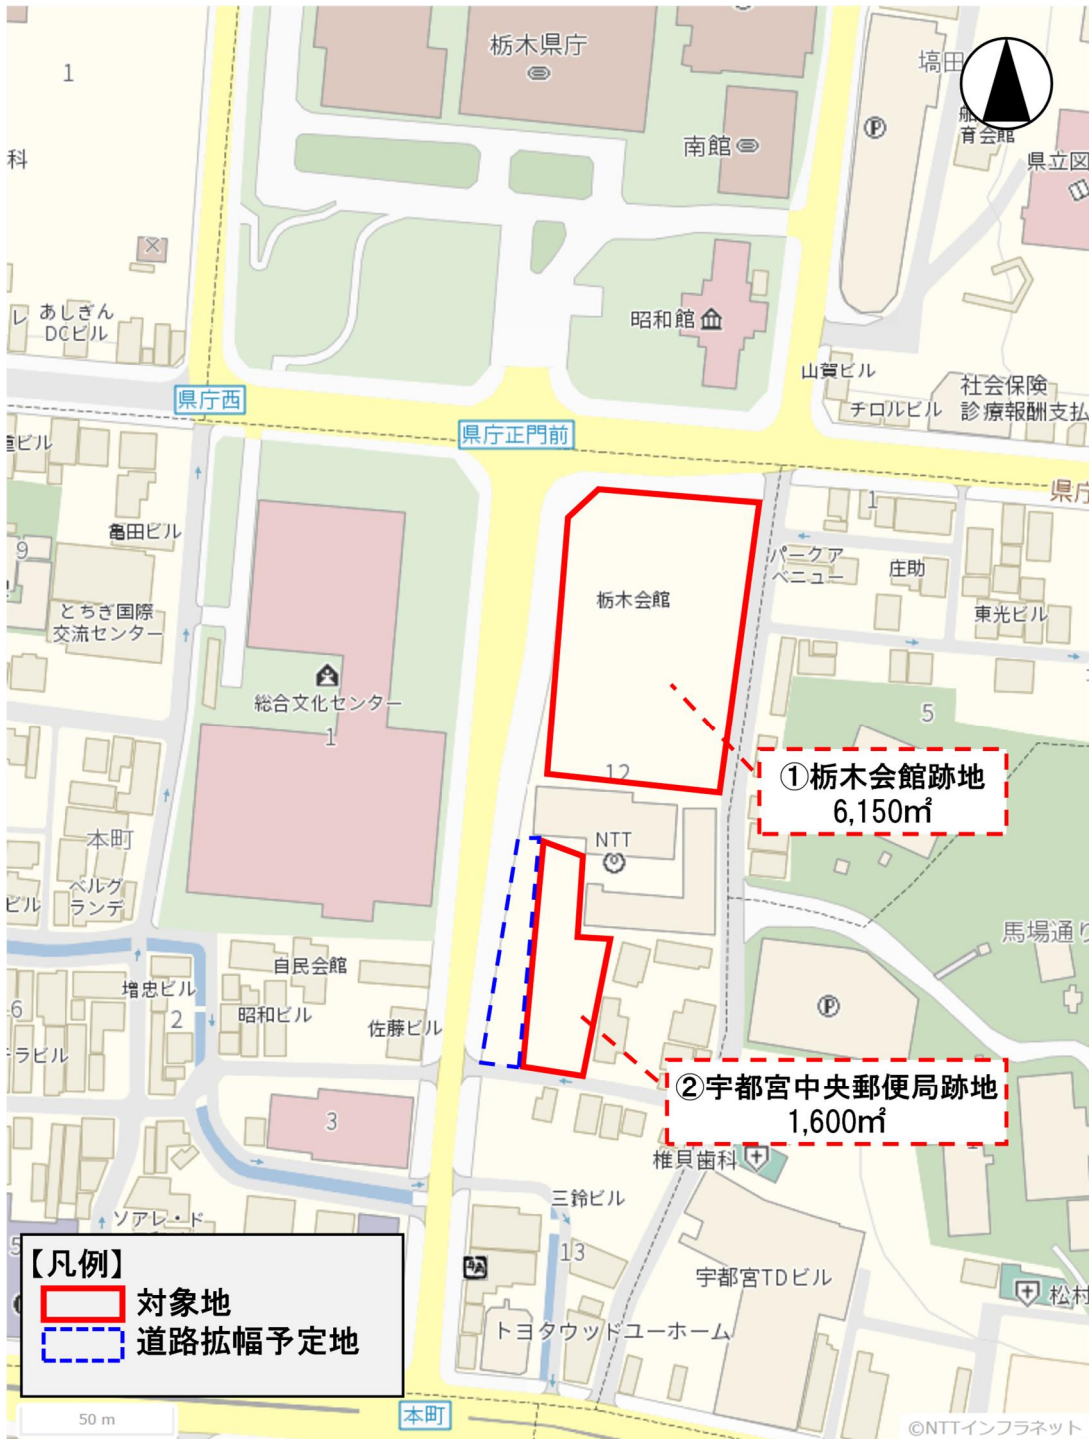 栃木県庁
塙田
1
南館
育会館
県立図
科
昭和館
レ
あしぎん
DCビル
山賀ビル
社会保険
診療報酬支払
チロルビル
県庁西
県庁正門前
重ビル
県庁
1
亀田ビル
9
パークア
ベニュー
庄助
栃木会館
東光ビル
とちぎ国際
交流センター
総合文化センター
1
5
12
①栃木会館跡地
6,150㎡
本町
NTT
ベルグ
ランデ
ビル
馬場通り
自民会館
増忠ビル
6
2
昭和ビル
佐藤ビル
ラビル
②宇都宮中央郵便局跡地
1,600㎡
3
椎貝歯科
三鈴ビル
ソアレ・ド
5
13
宇都宮TDビル
松村
トヨタウッドユーホーム
【凡例】
対象地
道路拡幅予定地
50 m
本町
©NTTインフラネット